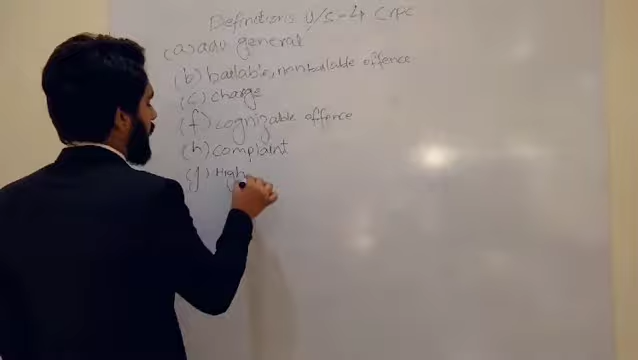 Definitions u/s-4 Crpc
(a) adv general
(b) bailable, nonbailable offence
(c) charge
(f) cognizable offence
(h) complaint
(j) High